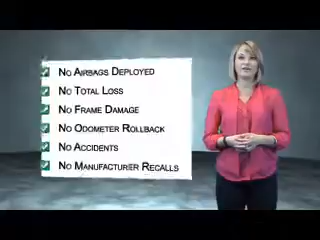 No Airbags Deployed
No Total Loss
No Frame Damage
No Odometer Rollback
No Accidents
No Manufacturer Recalls